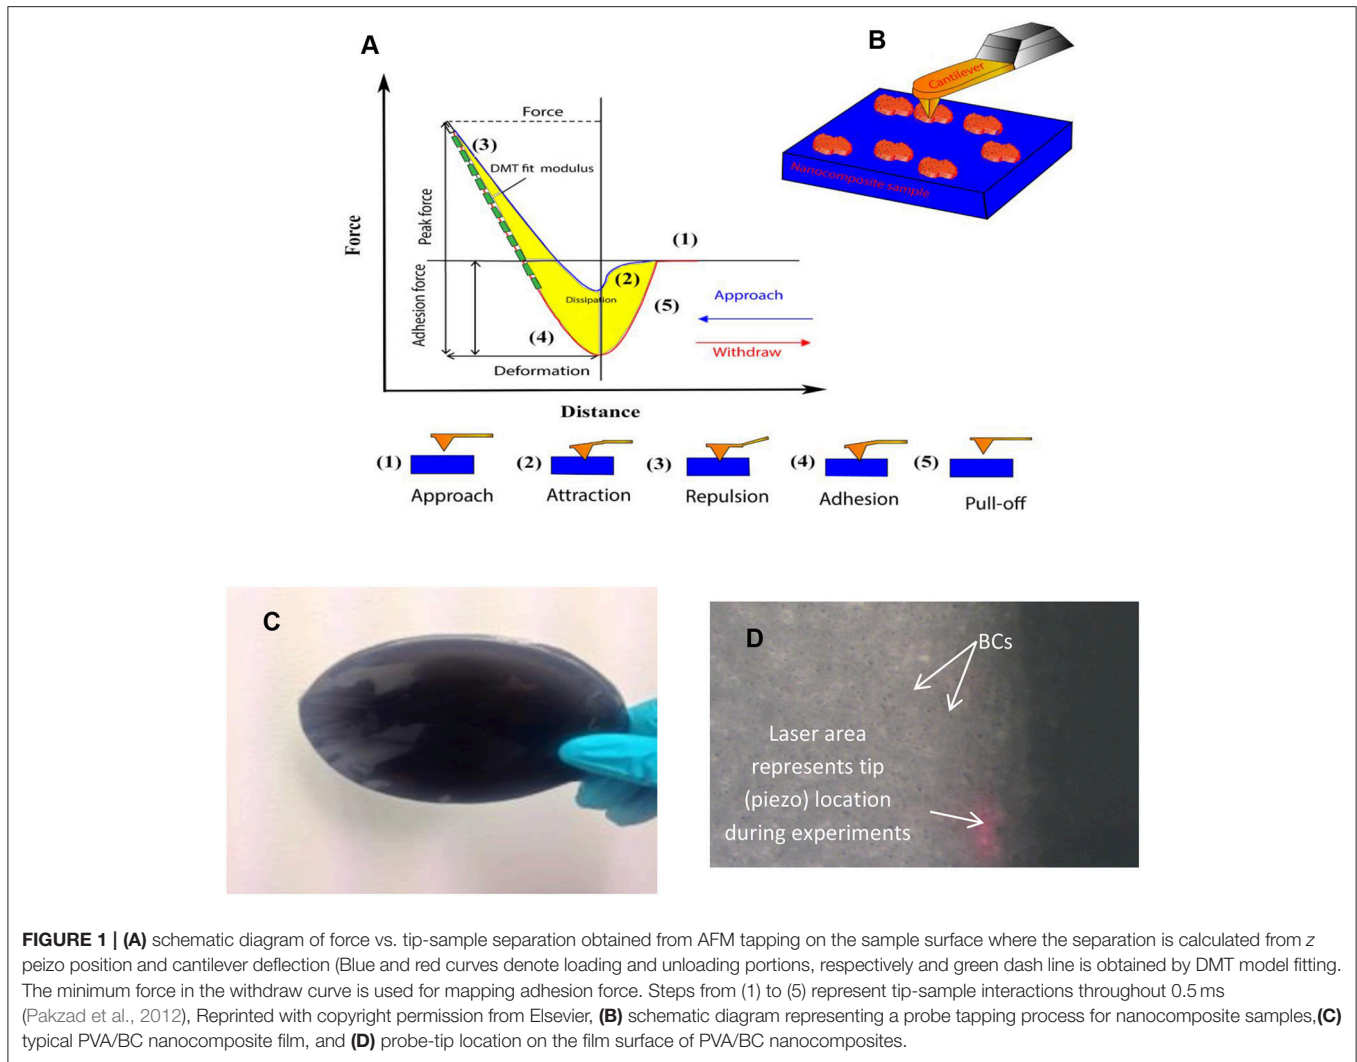 A
B
Force
(3)
DMT fit modulus
Peak force
Force
Adhesion force
(1)
(2)
Dissipation
(5)
(4)
Approach
Withdraw
Deformation
Distance
Cantilever
Nanocomposite sample
(1)
(2)
(3)
(4)
(5)
Approach
Attraction
Repulsion
Adhesion
Pull-off
C
D
BCs
Laser area
represents tip
(piezo) location
during experiments
FIGURE 1 | (A) schematic diagram of force vs. tip-sample separation obtained from AFM tapping on the sample surface where the separation is calculated from z
peizo position and cantilever deflection (Blue and red curves denote loading and unloading portions, respectively and green dash line is obtained by DMT model fitting.
The minimum force in the withdraw curve is used for mapping adhesion force. Steps from (1) to (5) represent tip-sample interactions throughout 0.5 ms
(Pakzad et al., 2012), Reprinted with copyright permission from Elsevier, (B) schematic diagram representing a probe tapping process for nanocomposite samples,(C)
typical PVA/BC nanocomposite film, and (D) probe-tip location on the film surface of PVA/BC nanocomposites.